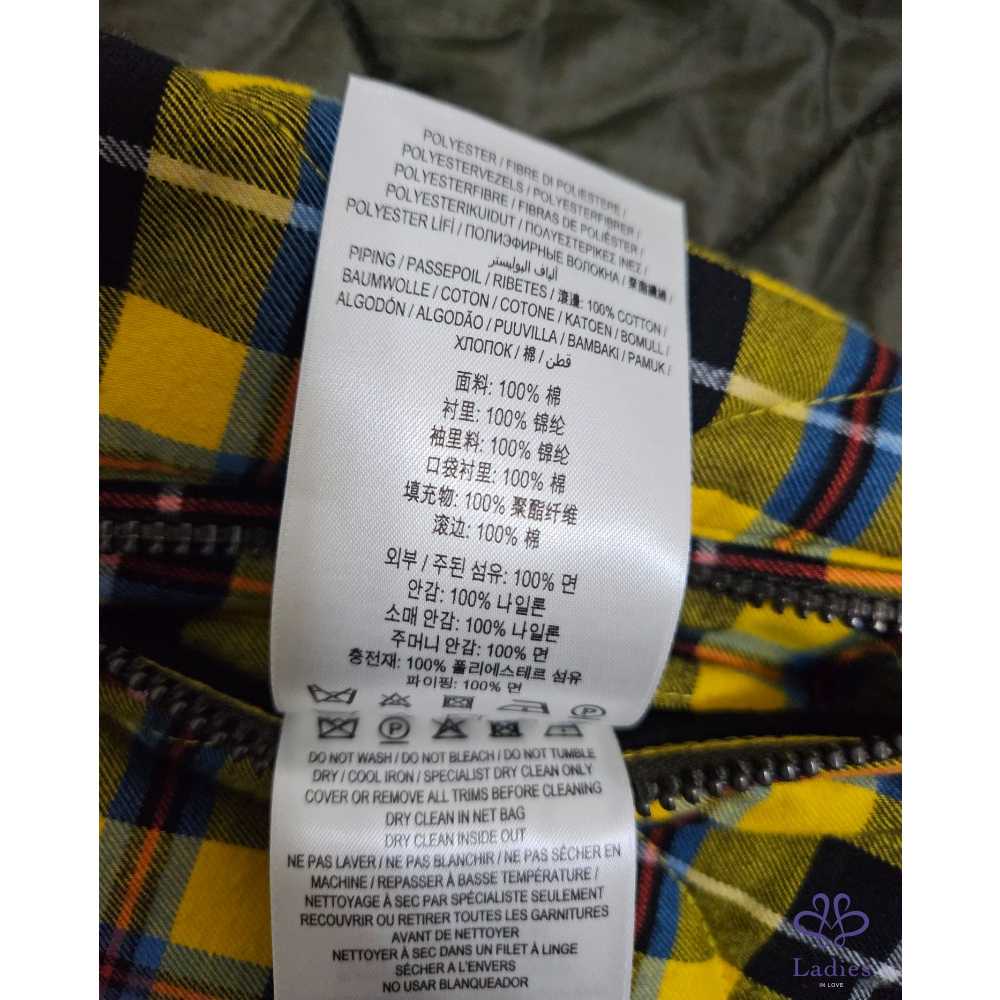 POLYESTER / FIBRE DI POLIESTERE /
POLYESTERVEZELS / POLYESTERFIBRER /
POLYESTERFIBRE / FIBRAS DE POLIÉSTER /
POLYESTERIKUIDUT / ΠΟΛΥΕΣΤΕΡΙΚΕΣ ΙΝΕΣ /
POLYESTER LİFİ / ПОЛИЭФИРНЫЕ ВОЛОКНА / 聚酯纖維 /
ألياف البوليستر
PIPING / PASSEPOIL / RIBETES / 滾邊: 100% COTTON /
BAUMWOLLE / COTON / COTONE / KATOEN / BOMULL /
ALGODÓN / ALGODÃO / PUUVILLA / BAMBAKI / PAMUK /
ХЛОПОК / 棉 / قطن
面料: 100% 棉
衬里: 100% 锦纶
袖里料: 100% 锦纶
口袋衬里: 100% 棉
填充物: 100% 聚酯纤维
滚边: 100% 棉
외부 / 주된 섬유: 100% 면
안감: 100% 나일론
소매 안감: 100% 나일론
주머니 안감: 100% 면
충전재: 100% 폴리에스테르 섬유
파이핑: 100% 면
P
P
DO NOT WASH / DO NOT BLEACH / DO NOT TUMBLE
DRY / COOL IRON / SPECIALIST DRY CLEAN ONLY
COVER OR REMOVE ALL TRIMS BEFORE CLEANING
DRY CLEAN IN NET BAG
DRY CLEAN INSIDE OUT
NE PAS LAVER / NE PAS BLANCHIR / NE PAS SÉCHER EN
MACHINE / REPASSER À BASSE TEMPÉRATURE /
NETTOYAGE À SEC PAR SPÉCIALISTE SEULEMENT
RECOUVRIR OU RETIRER TOUTES LES GARNITURES
AVANT DE NETTOYER
NETTOYER À SEC DANS UN FILET À LINGE
SÉCHER A L'ENVERS
NO USAR BLANQUEADOR
Ladies
IN LOVE